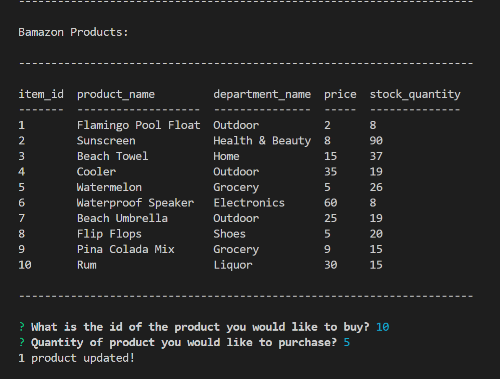 -----------------------------------------------------------------
Bamazon Products:
-----------------------------------------------------------------
item_id  product_name         department_name  price  stock_quantity
-------  -------------------  ---------------  -----  --------------
1        Flamingo Pool Float  Outdoor          2      8
2        Sunscreen            Health & Beauty  8      90
3        Beach Towel          Home             15     37
4        Cooler               Outdoor          35     19
5        Watermelon           Grocery          5      26
6        Waterproof Speaker   Electronics      60     8
7        Beach Umbrella       Outdoor          25     19
8        Flip Flops           Shoes            5      20
9        Pina Colada Mix      Grocery          9      15
10       Rum                  Liquor           30     15
-----------------------------------------------------------------
? What is the id of the product you would like to buy? 10
? Quantity of product you would like to purchase? 5
1 product updated!